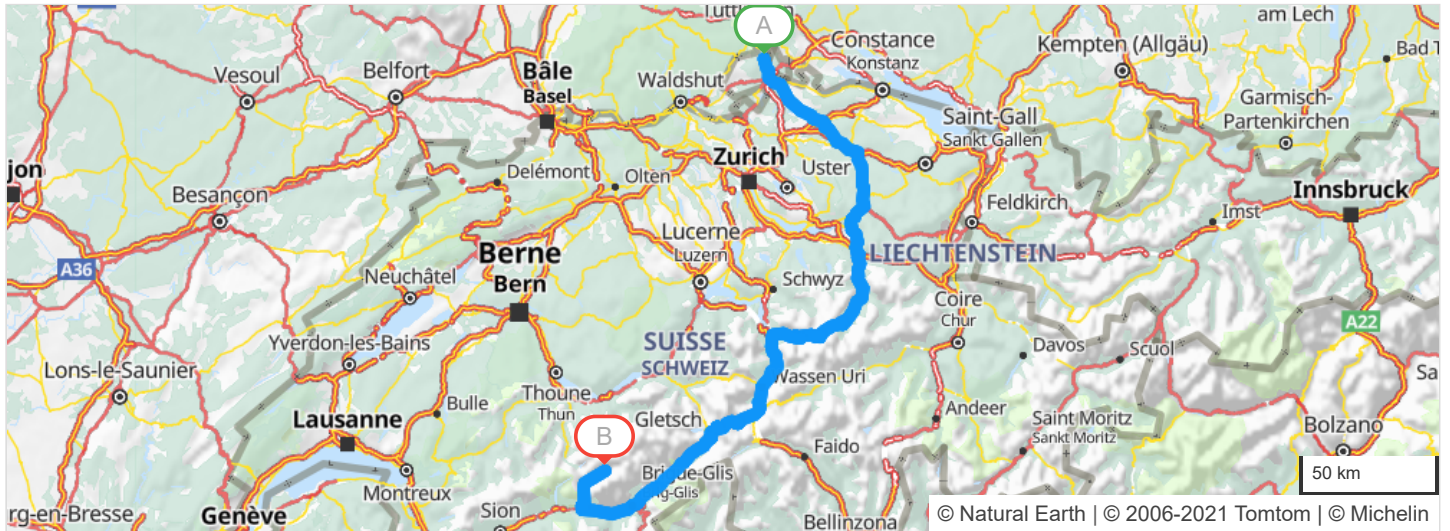 am Lech
A
Constance
Konstanz
Kempten (Allgäu)
Vesoul
Belfort
Bâle
Basel
Waldshut
Garmisch-
Partenkirchen
Saint-Gall
Sankt Gallen
Zurich
Uster
Delémont
Olten
jon
Besançon
Innsbruck
Feldkirch
Imst
Lucerne
Luzern
Berne
Bern
LIECHTENSTEIN
A36
Neuchâtel
Schwyz
Coire
Chur
A22
SUISSE
SCHWEIZ
Yverdon-les-Bains
Davos
Scuol
Lons-le-Saunier
Wassen Uri
Thoune
Thun
Bulle
Gletsch
Andeer
Saint Moritz
Sankt Moritz
Lausanne
Bolzano
B
Faido
Montreux
50 km
Sion
rg-en-Bresse
Genève
Bellinzona
© Natural Earth | © 2006-2021 Tomtom | © Michelin